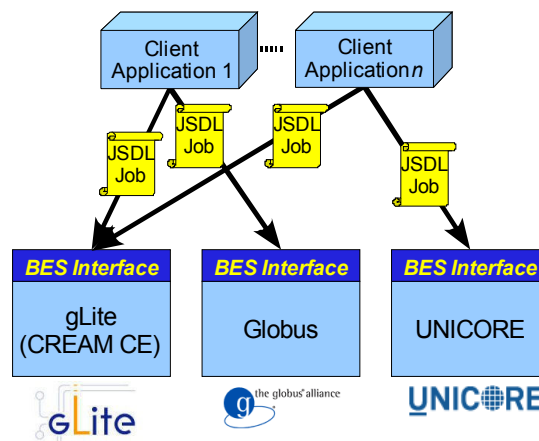 Client
Application 1
Client
Application n
JSDL
Job
JSDL
Job
JSDL
Job
JSDL
Job
BES Interface
gLite
(CREAM CE)
BES Interface
Globus
BES Interface
UNICORE
gLite
g the globus alliance
UNICORE